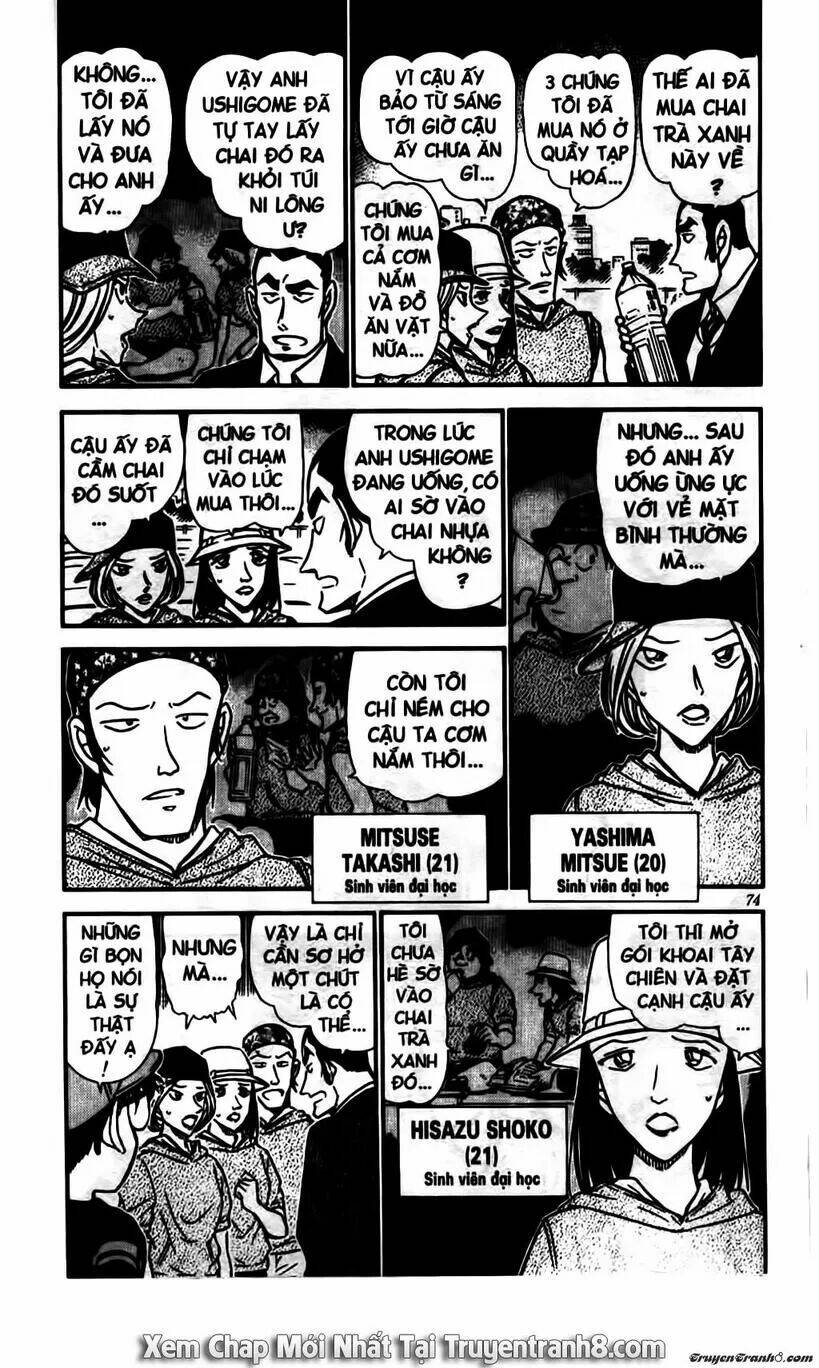 THẾ AI ĐÃ
MUA CHAI
TRÀ XANH
NÀY VỀ
?
3 CHÚNG
TÔI ĐÃ
MUA NÓ Ở
QUẦY TẠP
HOÁ...
VÌ CẬU ẤY
BẢO TỪ SÁNG
TỚI GIỜ CẬU
ẤY CHƯA ĂN
GÌ...
CHÚNG
TÔI MUA
CẢ CƠM
NẮM
VÀ ĐỒ
ĂN VẶT
NỮA...
VẬY ANH
USHIGOME ĐÃ
TỰ TAY LẤY
CHAI ĐÓ RA
KHỎI TÚI
NI LÔNG
Ư?
KHÔNG...
TÔI ĐÃ
LẤY NÓ
VÀ ĐƯA
CHO ANH
ẤY...
NHƯNG... SAU
ĐÓ ANH ẤY
UỐNG ỪNG ỰC
VỚI VẺ MẶT
BÌNH THƯỜNG
MÀ...
YASHIMA
MITSUE (20)
Sinh viên đại học
TRONG LÚC
ANH USHIGOME
ĐANG UỐNG, CÓ
AI SỜ VÀO
CHAI NHỰA
KHÔNG
?
CHÚNG TÔI
CHỈ CHẠM
VÀO LÚC
MUA THÔI...
CẬU ẤY ĐÃ
CẦM CHAI
ĐÓ SUỐT
...
CÒN TÔI
CHỈ NÉM CHO
CẬU TA CƠM
NẮM THÔI...
MITSUSE
TAKASHI (21)
Sinh viên đại học
74
TÔI THÌ MỞ
GÓI KHOAI TÂY
CHIÊN VÀ ĐẶT
CẠNH CẬU ẤY
...
TÔI
CHƯA
HỀ SỜ
VÀO
CHAI
TRÀ
XANH
ĐÓ...
HISAZU SHOKO
(21)
Sinh viên đại học
VẬY LÀ CHỈ
CẦN SƠ HỞ
MỘT CHÚT
LÀ CÓ
THỂ...
NHƯNG
MÀ...
NHỮNG
GÌ BỌN
HỌ NÓI
LÀ SỰ
THẬT
ĐẤY Ạ
!
Xem Chap Mới Nhất Tại Truyentranh8.com
TruyenTranh8.com